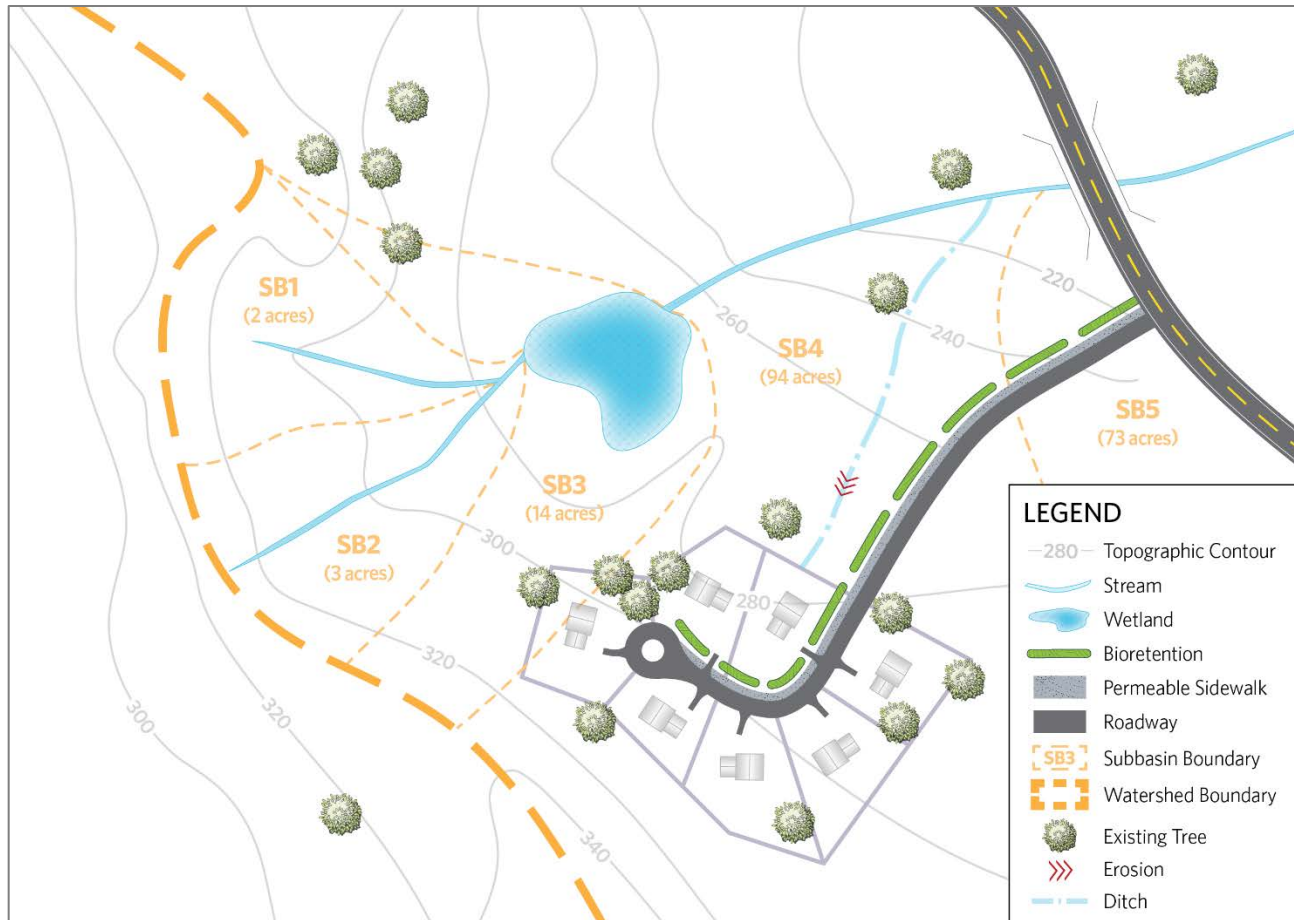 SB1
(2 acres)
220
260
240
SB4
(94 acres)
SB5
(73 acres)
SB3
(14 acres)
SB2
(3 acres)
300
280
320
300
320
340
LEGEND
280 Topographic Contour
Stream
Wetland
Bioretention
Permeable Sidewalk
Roadway
SB3 Subbasin Boundary
Watershed Boundary
Existing Tree
Erosion
Ditch